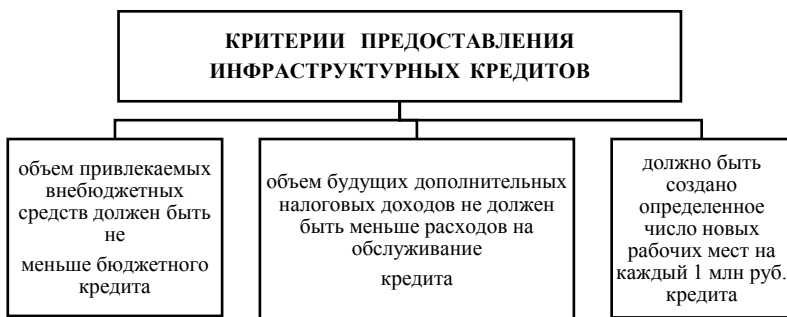 КРИТЕРИИ ПРЕДОСТАВЛЕНИЯ
ИНФРАСТРУКТУРНЫХ КРЕДИТОВ
объем привлекаемых
внебюджетных
средств должен быть
не
меньше бюджетного
кредита
объем будущих дополнительных
налоговых доходов не должен
быть меньше расходов на
обслуживание
кредита
должно быть
создано
определенное
число новых
рабочих мест на
каждый 1 млн руб.
кредита